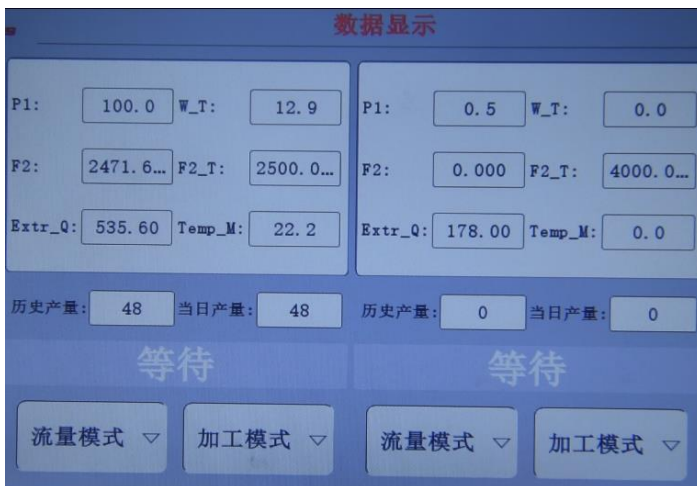 数据显示
P1: 100.0 W_T: 12.9
F2: 2471.6... F2_T: 2500.0...
Extr_Q: 535.60 Temp_M: 22.2
历史产量: 48 当日产量: 48
等待
流量模式 加工模式
P1: 0.5 W_T: 0.0
F2: 0.000 F2_T: 4000.0...
Extr_Q: 178.00 Temp_M: 0.0
历史产量: 0 当日产量: 0
等待
流量模式 加工模式